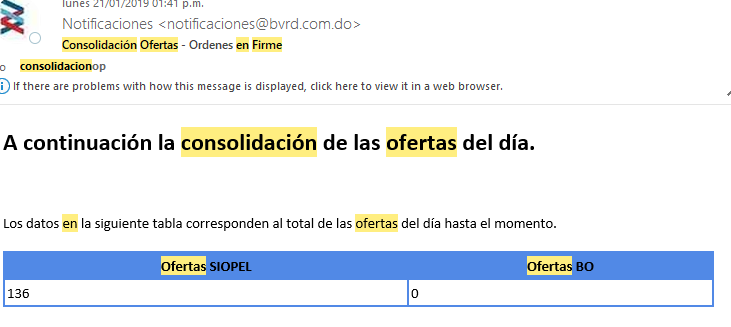 lunes 21/01/2019 01:41 p.m.
Notificaciones <notificaciones@bvrd.com.do>
Consolidación Ofertas - Ordenes en Firme
o consolidacionop
If there are problems with how this message is displayed, click here to view it in a web browser.
A continuación la consolidación de las ofertas del día.
Los datos en la siguiente tabla corresponden al total de las ofertas del día hasta el momento.
Ofertas SIOPEL Ofertas BO
136 0